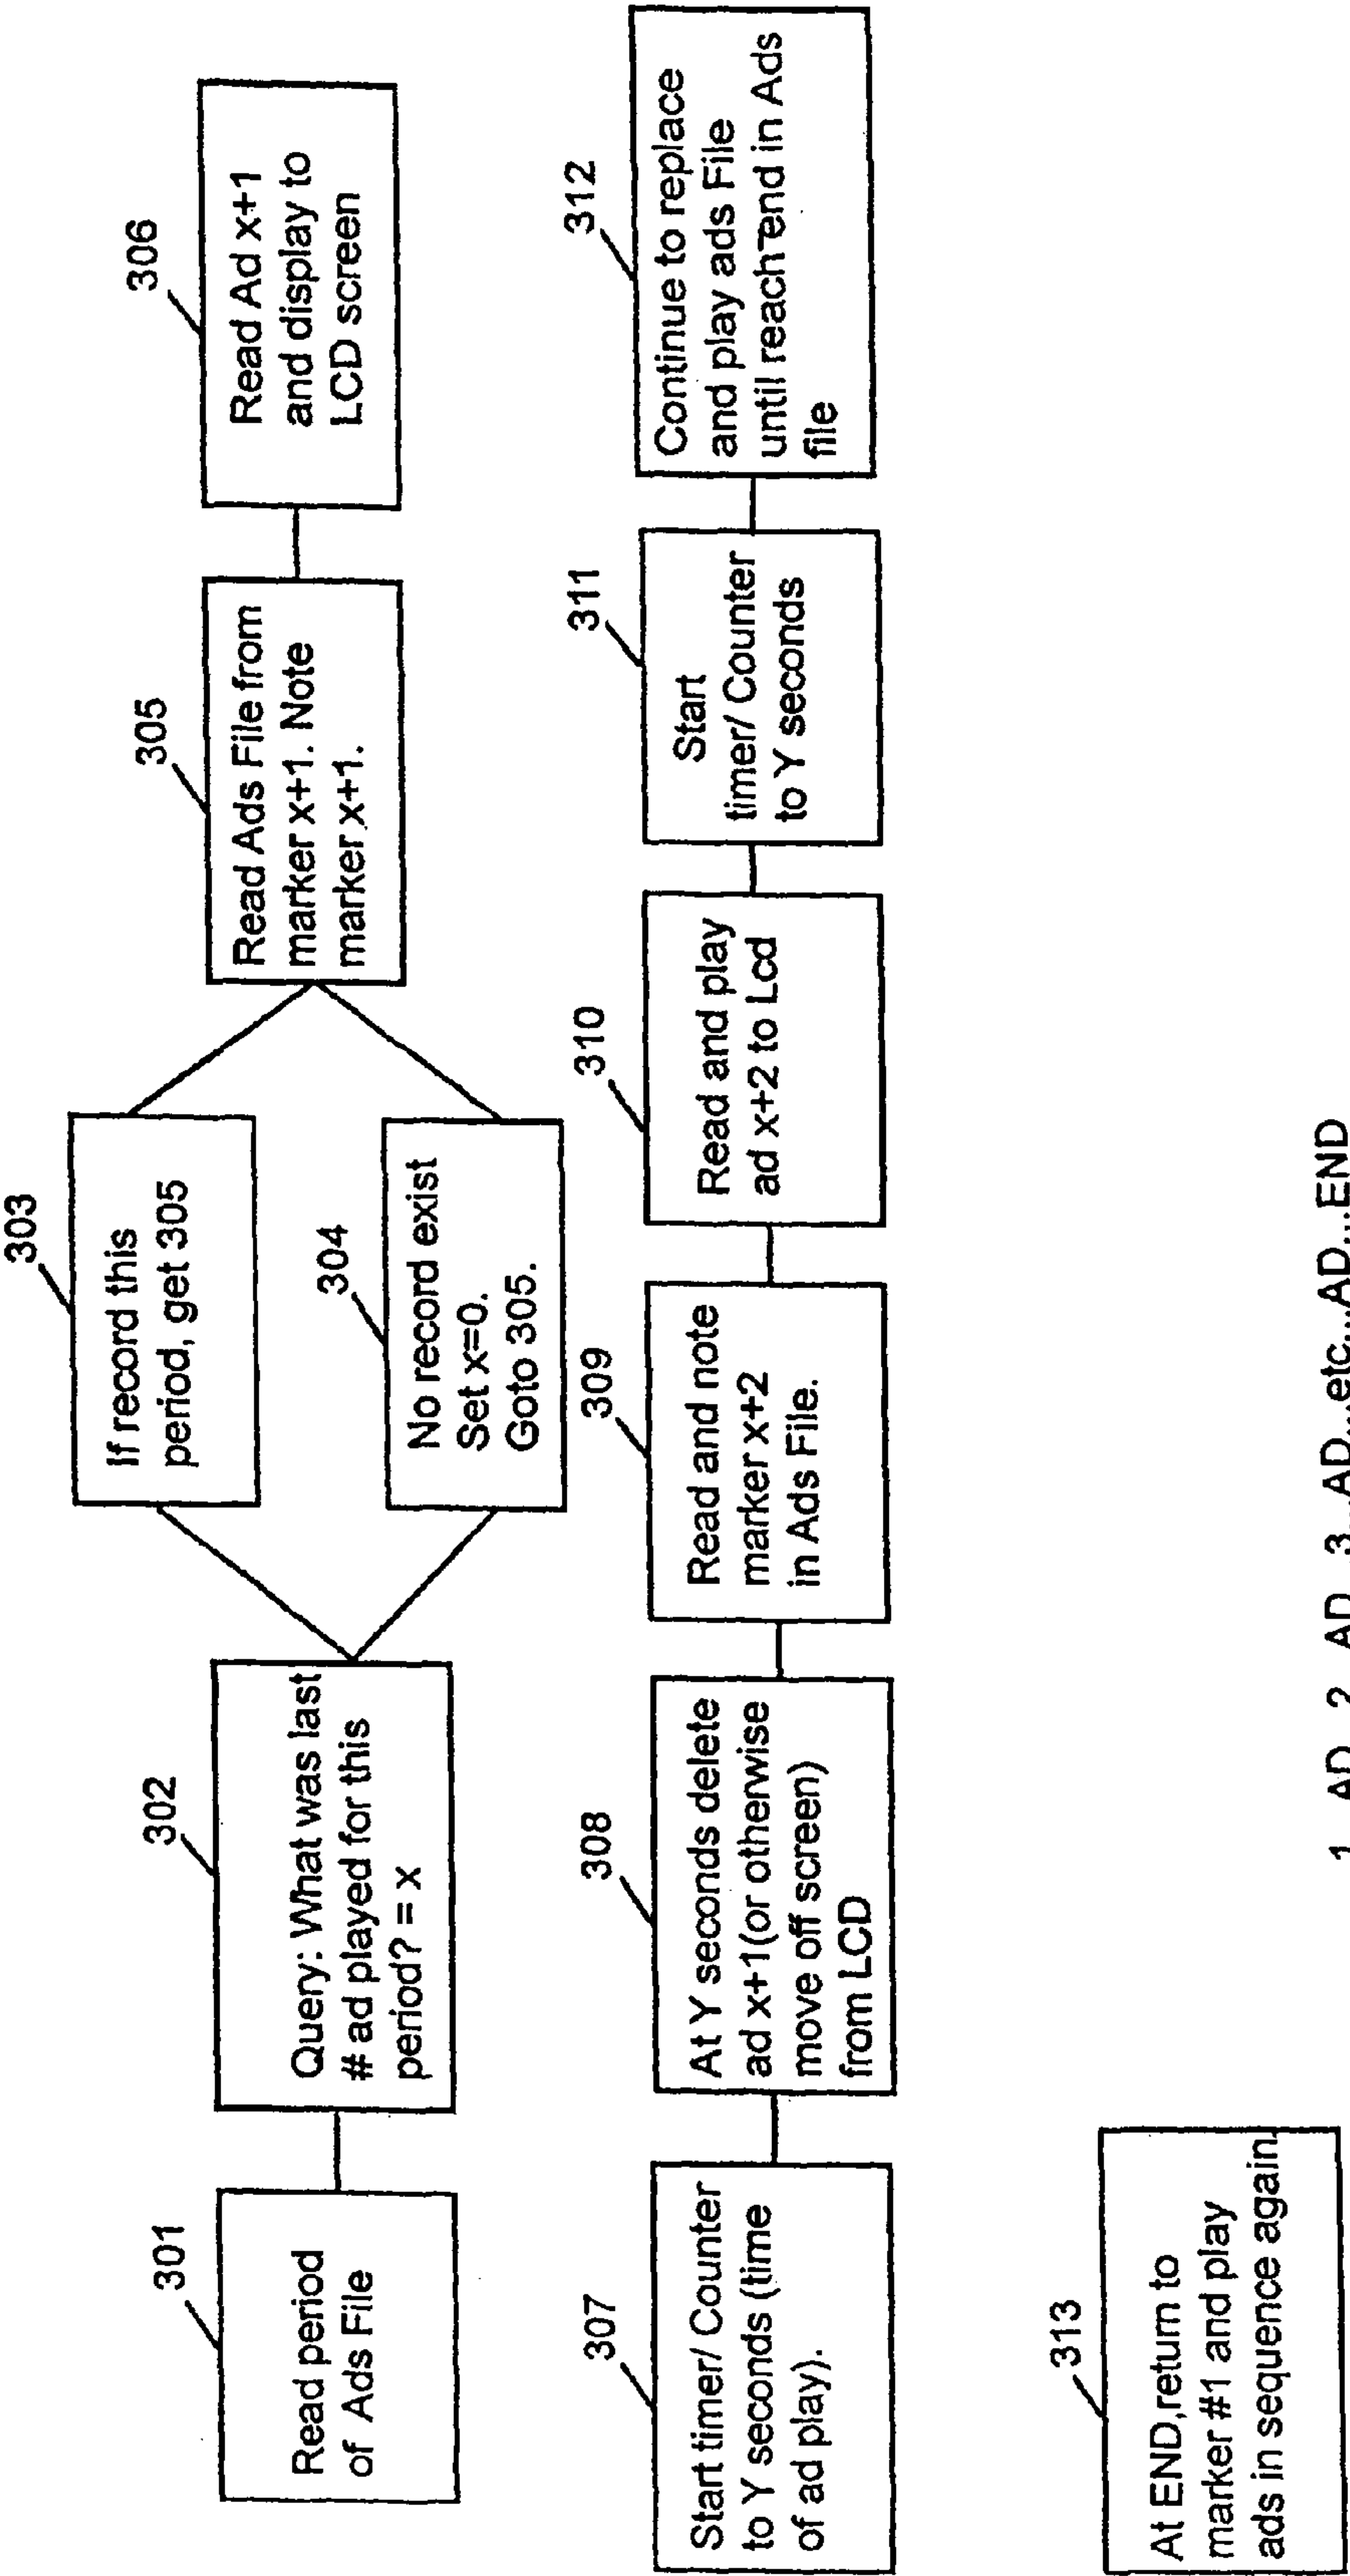 301
Read period
of Ads File
302
Query: What was last
# ad played for this
period? = x
303
If record this
period, get 305
304
No record exist
Set x=0.
Goto 305.
305
Read Ads File from
marker x+1. Note
marker x+1.
306
Read Ad x+1
and display to
LCD screen
307
Start timer/ Counter
to Y seconds (time
of ad play).
308
At Y seconds delete
ad x+1(or otherwise
move off screen)
from LCD
309
Read and note
marker x+2
in Ads File.
310
Read and play
ad x+2 to Lcd
311
Start
timer/ Counter
to Y seconds
312
Continue to replace
and play ads File
until reach end in Ads
file
313
At END,return to
marker #1 and play
ads in sequence again.
1...AD...2...AD...3...AD...etc...AD...END